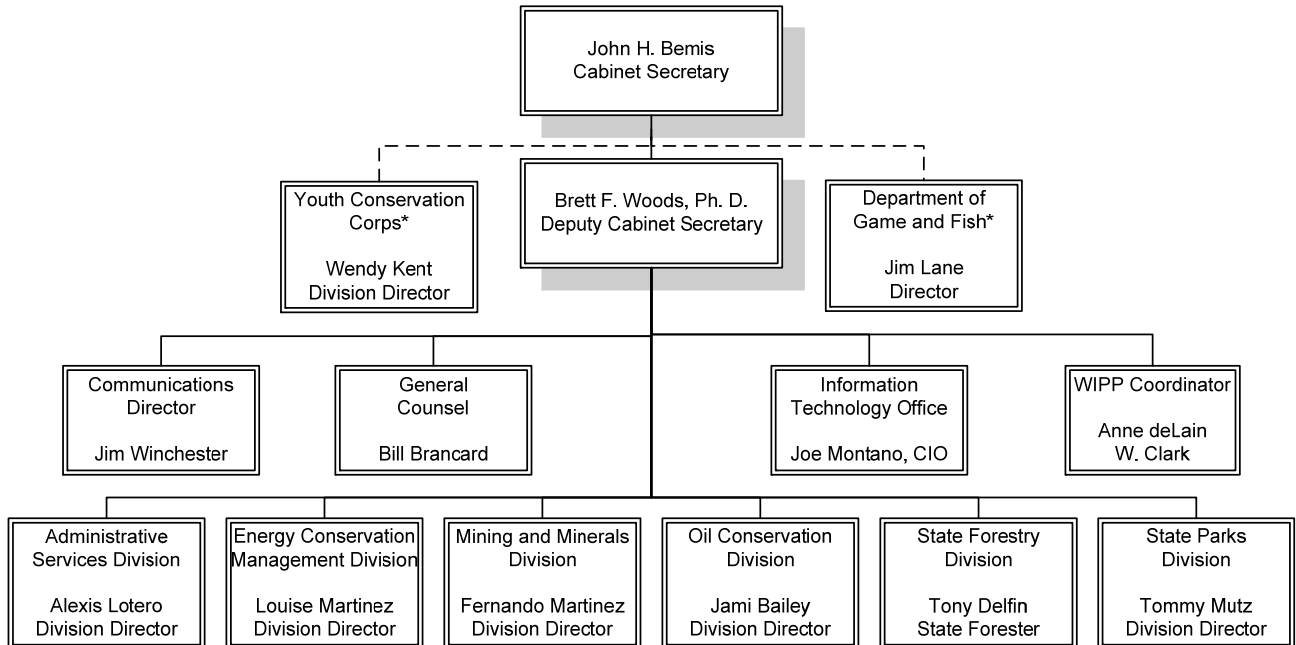 John H. Bemis
Cabinet Secretary
Youth Conservation
Corps*
Wendy Kent
Division Director
Brett F. Woods, Ph. D.
Deputy Cabinet Secretary
Department of
Game and Fish*
Jim Lane
Director
Communications
Director
Jim Winchester
General
Counsel
Bill Brancard
Information
Technology Office
Joe Montano, CIO
WIPP Coordinator
Anne deLain
W. Clark
Administrative
Services Division
Alexis Lotero
Division Director
Energy Conservation
Management Division
Louise Martinez
Division Director
Mining and Minerals
Division
Fernando Martinez
Division Director
Oil Conservation
Division
Jami Bailey
Division Director
State Forestry
Division
Tony Delfin
State Forester
State Parks
Division
Tommy Mutz
Division Director